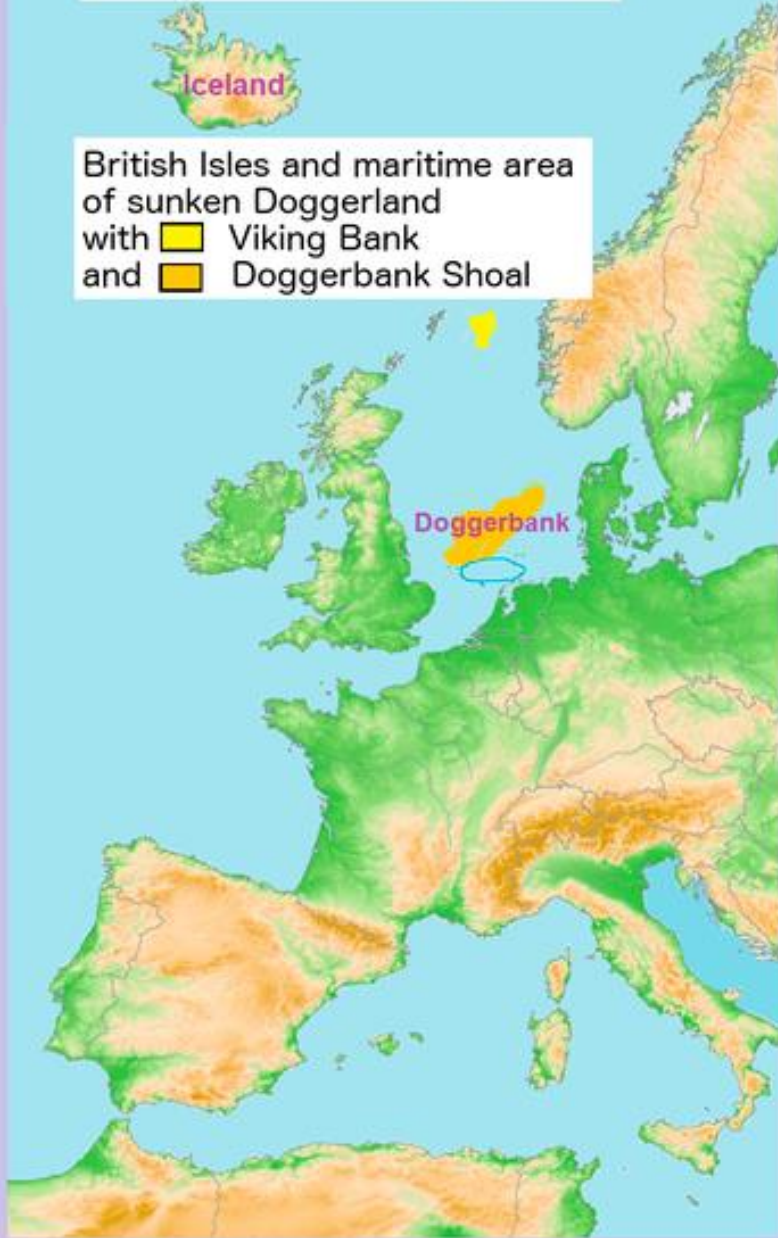 Iceland
British Isles and maritime area
of sunken Doggerland
with Viking Bank
and Doggerbank Shoal
Doggerbank